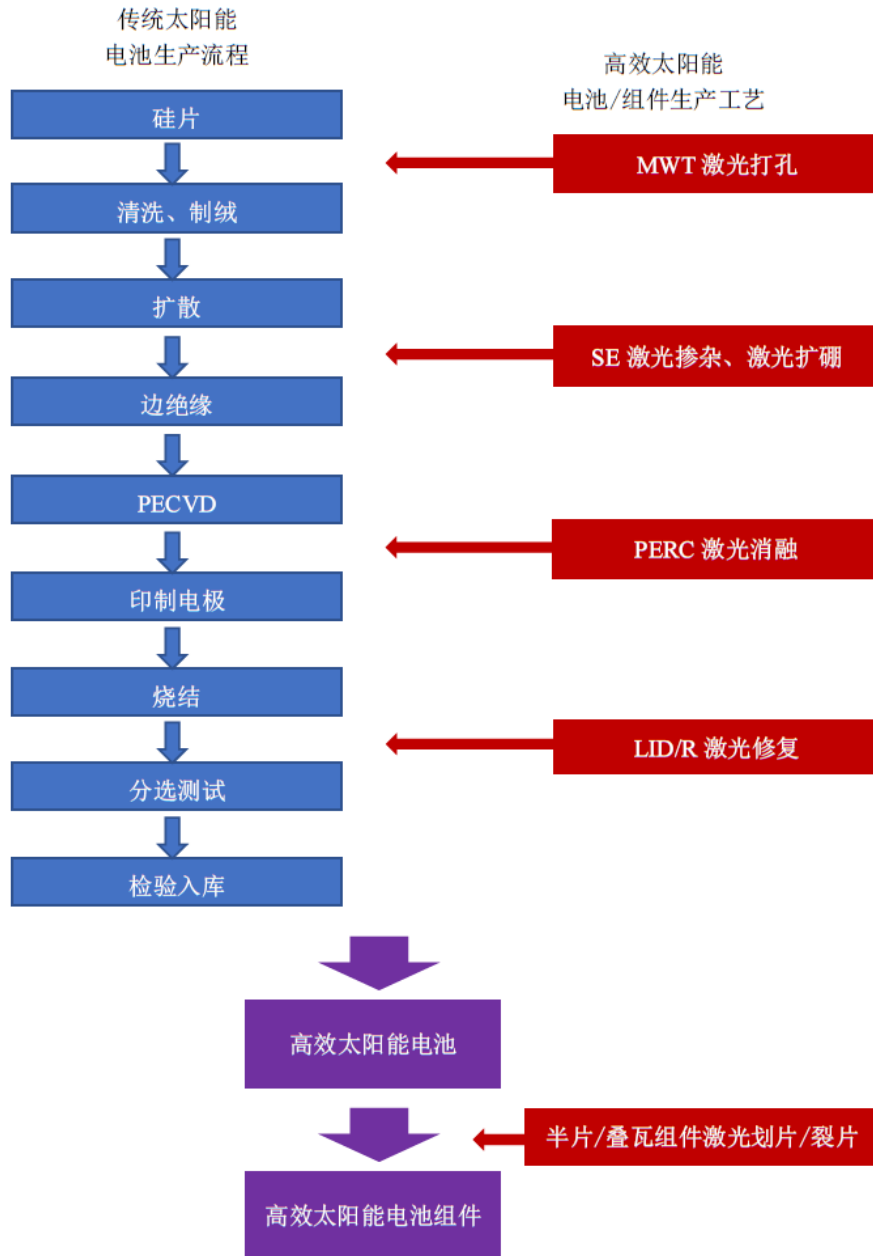 传统太阳能
电池生产流程
高效太阳能
电池/组件生产工艺
硅片
MWT 激光打孔
清洗、制绒
扩散
SE 激光掺杂、激光扩硼
边绝缘
PECVD
PERC 激光消融
印制电极
烧结
LID/R 激光修复
分选测试
检验入库
高效太阳能电池
半片/叠瓦组件激光划片/裂片
高效太阳能电池组件